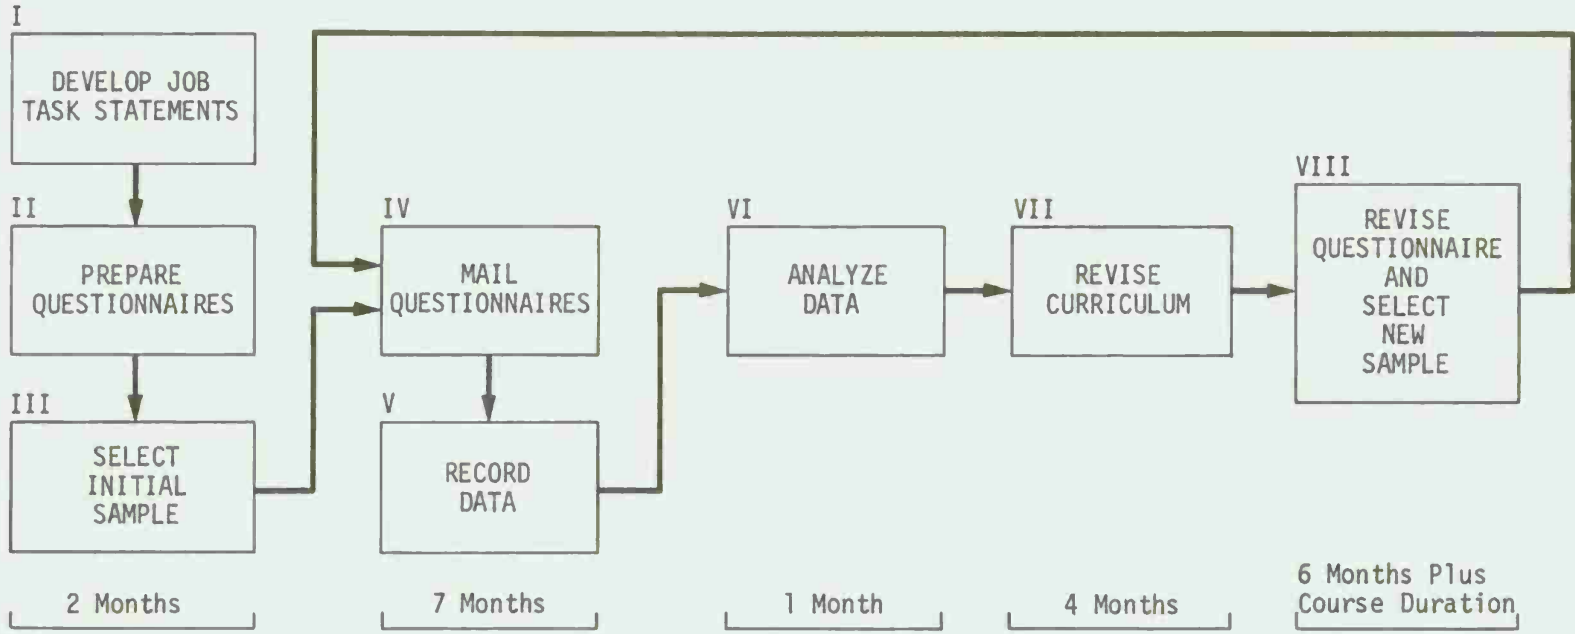 I
DEVELOP JOB
TASK STATEMENTS
II
PREPARE
QUESTIONNAIRES
III
SELECT
INITIAL
SAMPLE
IV
MAIL
QUESTIONNAIRES
V
RECORD
DATA
VI
ANALYZE
DATA
VII
REVISE
CURRICULUM
VIII
REVISE
QUESTIONNAIRE
AND
SELECT
NEW
SAMPLE
2 Months
7 Months
1 Month
4 Months
6 Months Plus
Course Duration